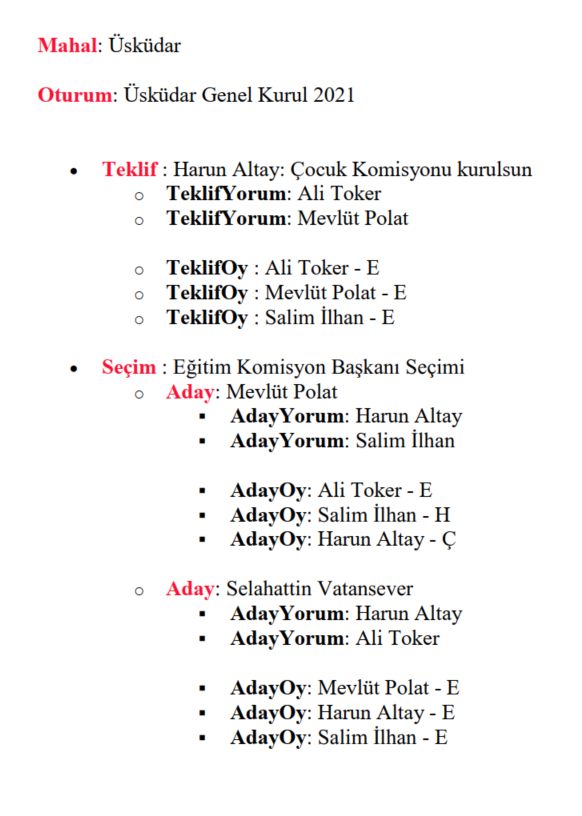 Mahal: Üsküdar
Oturum: Üsküdar Genel Kurul 2021
• Teklif : Harun Altay: Çocuk Komisyonu kurulsun
o TeklifYorum: Ali Toker
o TeklifYorum: Mevlüt Polat
o TeklifOy : Ali Toker - E
o TeklifOy : Mevlüt Polat - E
o TeklifOy : Salim İlhan - E
• Seçim : Eğitim Komisyon Başkanı Seçimi
o Aday: Mevlüt Polat
▪ AdayYorum: Harun Altay
▪ AdayYorum: Salim İlhan
▪ AdayOy: Ali Toker - E
▪ AdayOy: Salim İlhan - H
▪ AdayOy: Harun Altay - Ç
o Aday: Selahattin Vatansever
▪ AdayYorum: Harun Altay
▪ AdayYorum: Ali Toker
▪ AdayOy: Mevlüt Polat - E
▪ AdayOy: Harun Altay - E
▪ AdayOy: Salim İlhan - E